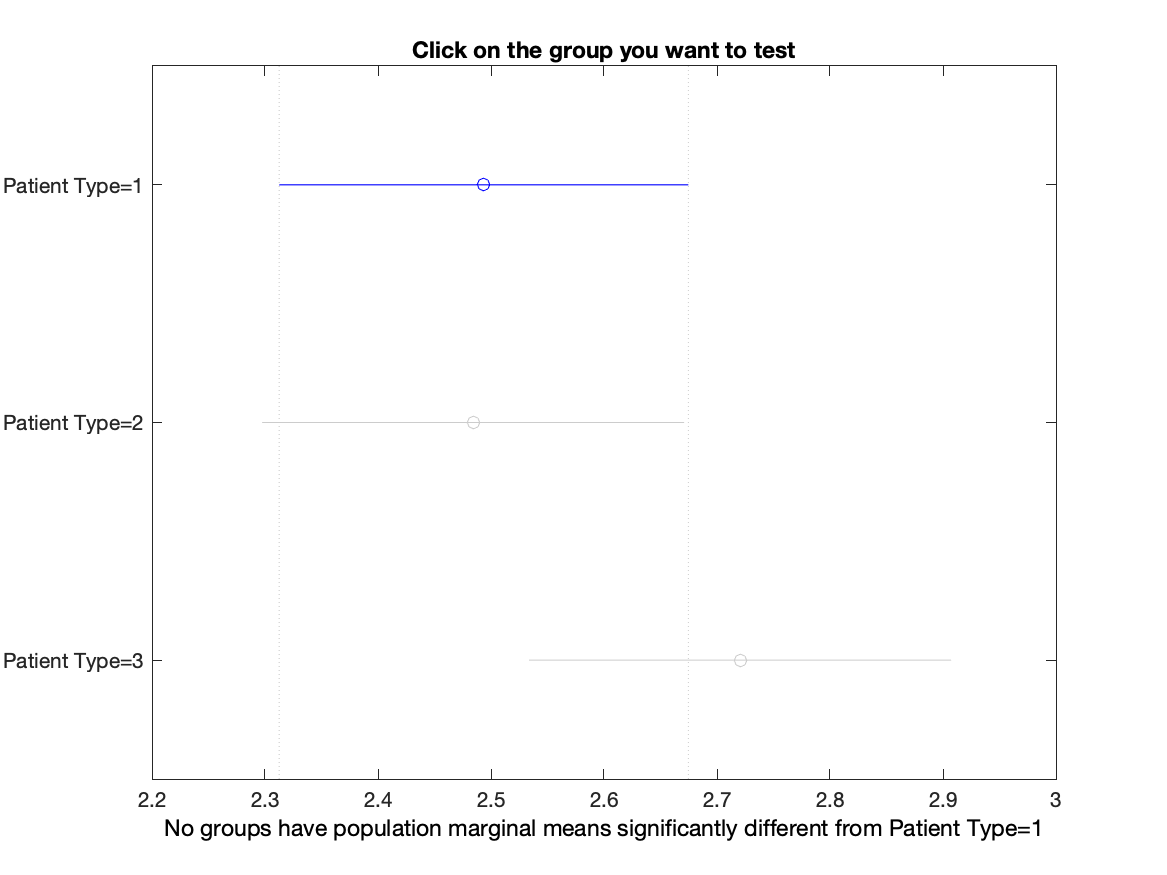 Click on the group you want to test
Patient Type=1
Patient Type=2
Patient Type=3
2.2 2.3 2.4 2.5 2.6 2.7 2.8 2.9 3
No groups have population marginal means significantly different from Patient Type=1